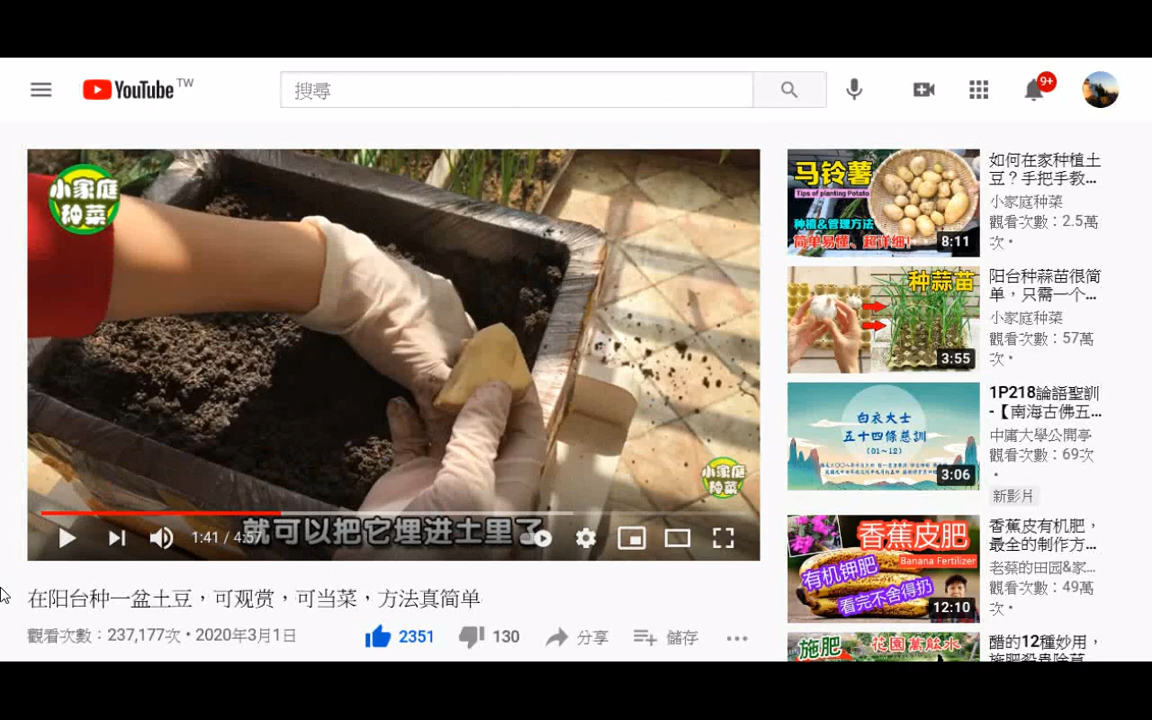 YouTube TW
搜尋
9+
小家庭
种菜
小家庭
种菜
就可以把它埋进土里了
1:41 / 4:57
在阳台种一盆土豆，可观赏，可当菜，方法真简单
觀看次數：237,177次 • 2020年3月1日
2351
130
分享
儲存
马铃薯
Tips of planting Potato
种植&管理方法
简单易懂、超详细！
8:11
如何在家种植土
豆？手把手教...
小家庭种菜
觀看次數：2.5萬
次 •
种蒜苗
3:55
阳台种蒜苗很简
单，只需一个...
小家庭种菜
觀看次數：57萬
次 •
白衣大士
五十四條慈訓
(01~12)
3:06
1P218論語聖訓
-【南海古佛五...
中庸大學公開亭
觀看次數：69次
•
新影片
香蕉皮肥
Banana Fertilizer
有机钾肥
看完不舍得扔
12:10
香蕉皮有机肥，
最全的制作方...
老蔡的田园&家...
觀看次數：49萬
次 •
施肥
花園萬能水
醋的12種妙用，
施肥殺蟲除草